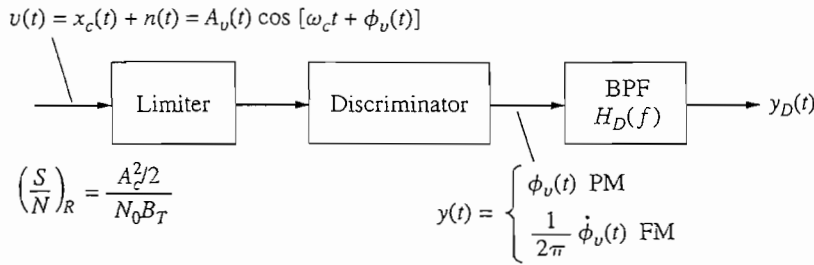 v(t) = x_c(t) + n(t) = A_v(t) cos [ω_c t + ϕ_v(t)]
Limiter
Discriminator
BPF
H_D(f)
y_D(t)
(S/N)_R = (A_c^2/2)/(N_0 B_T)
y(t) = { ϕ_v(t) PM
1/2π ϕ̇_v(t) FM